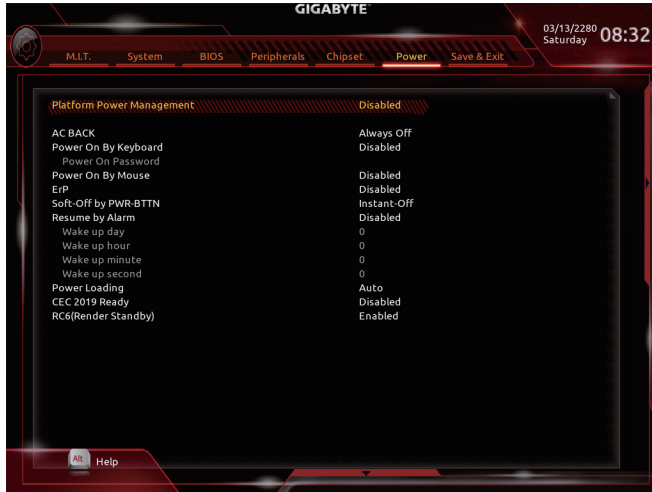 GIGABYTE™
03/13/2280 08:32
Saturday
M.I.T. System BIOS Peripherals Chipset Power Save & Exit
Platform Power Management Disabled
AC BACK Always Off
Power On By Keyboard Disabled
Power On Password
Power On By Mouse Disabled
ErP Disabled
Soft-Off by PWR-BTTN Instant-Off
Resume by Alarm Disabled
Wake up day 0
Wake up hour 0
Wake up minute 0
Wake up second 0
Power Loading Auto
CEC 2019 Ready Disabled
RC6(Render Standby) Enabled
Alt Help